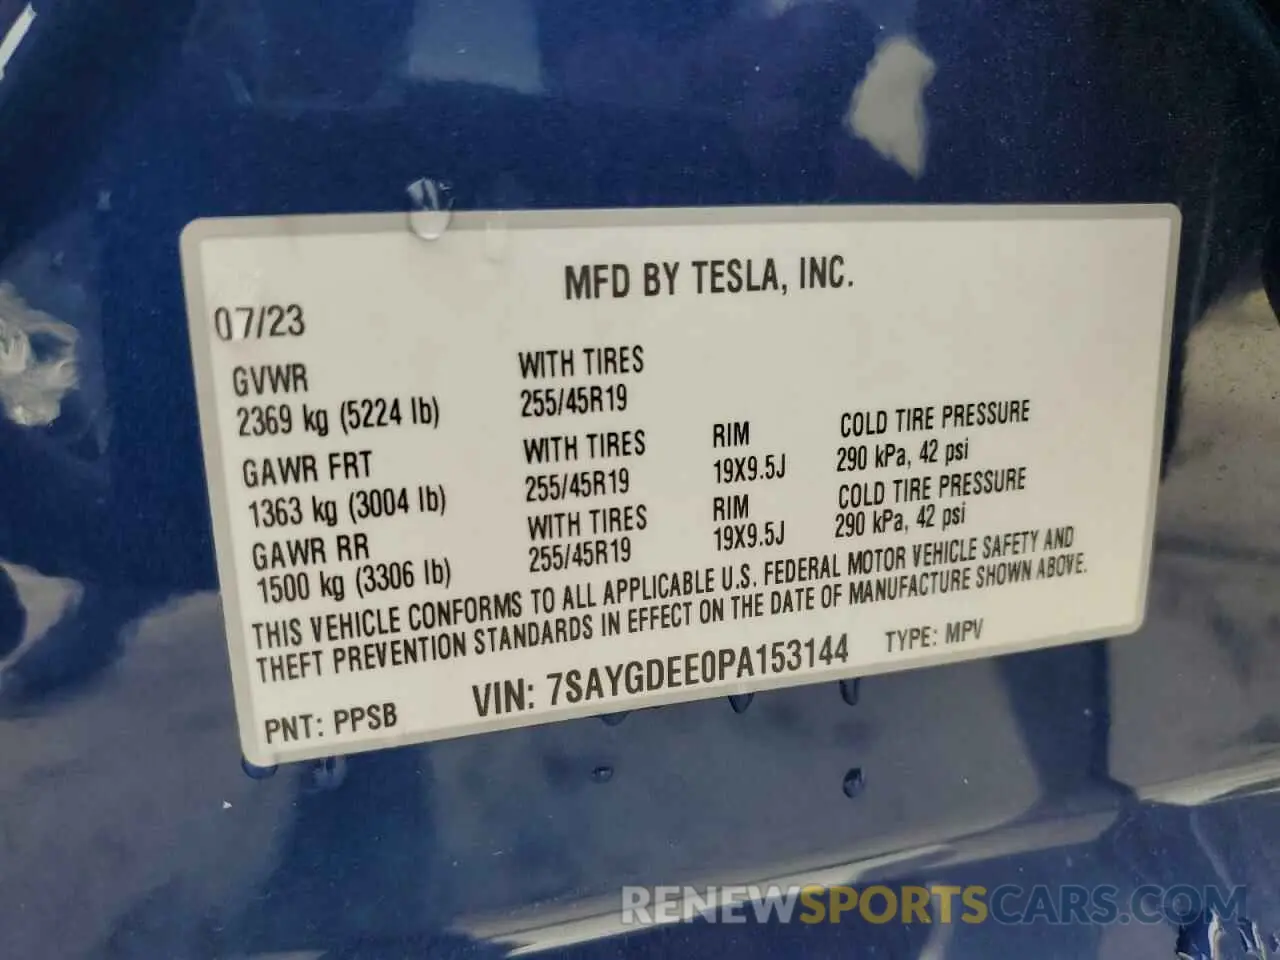 MFD BY TESLA, INC.
07/23
GVWR WITH TIRES
2369 kg (5224 lb) 255/45R19
GAWR FRT WITH TIRES RIM COLD TIRE PRESSURE
1363 kg (3004 lb) 255/45R19 19X9.5J 290 kPa, 42 psi
GAWR RR WITH TIRES RIM COLD TIRE PRESSURE
1500 kg (3306 lb) 255/45R19 19X9.5J 290 kPa, 42 psi
THIS VEHICLE CONFORMS TO ALL APPLICABLE U.S. FEDERAL MOTOR VEHICLE SAFETY AND
THEFT PREVENTION STANDARDS IN EFFECT ON THE DATE OF MANUFACTURE SHOWN ABOVE.
PNT: PPSB VIN: 7SAYGDEE0PA153144 TYPE: MPV
RENEWSPORTSCARS.COM